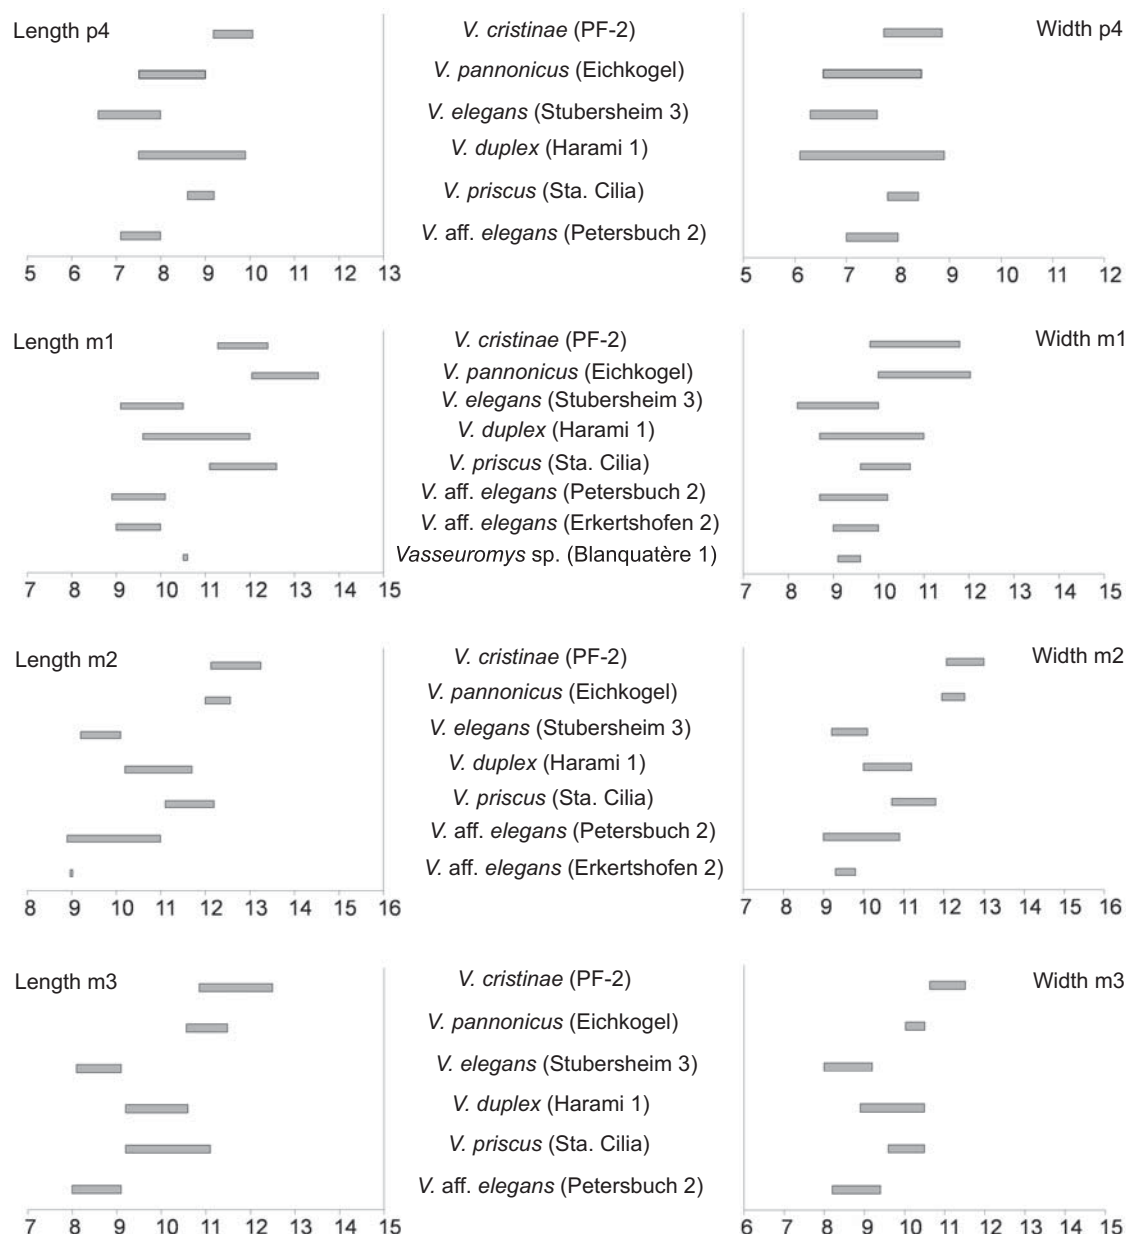 Length p4
V. cristinae (PF-2)
Width p4
V. pannonicus (Eichkogel)
V. elegans (Stubersheim 3)
V. duplex (Harami 1)
V. priscus (Sta. Cilia)
V. aff. elegans (Petersbuch 2)
5 6 7 8 9 10 11 12 13
5 6 7 8 9 10 11 12
Length m1
V. cristinae (PF-2)
Width m1
V. pannonicus (Eichkogel)
V. elegans (Stubersheim 3)
V. duplex (Harami 1)
V. priscus (Sta. Cilia)
V. aff. elegans (Petersbuch 2)
V. aff. elegans (Erkertshofen 2)
Vasseuromys sp. (Blanquatère 1)
7 8 9 10 11 12 13 14 15
7 8 9 10 11 12 13 14 15
Length m2
V. cristinae (PF-2)
Width m2
V. pannonicus (Eichkogel)
V. elegans (Stubersheim 3)
V. duplex (Harami 1)
V. priscus (Sta. Cilia)
V. aff. elegans (Petersbuch 2)
V. aff. elegans (Erkertshofen 2)
8 9 10 11 12 13 14 15 16
7 8 9 10 11 12 13 14 15 16
Length m3
V. cristinae (PF-2)
Width m3
V. pannonicus (Eichkogel)
V. elegans (Stubersheim 3)
V. duplex (Harami 1)
V. priscus (Sta. Cilia)
V. aff. elegans (Petersbuch 2)
7 8 9 10 11 12 13 14 15
6 7 8 9 10 11 12 13 14 15